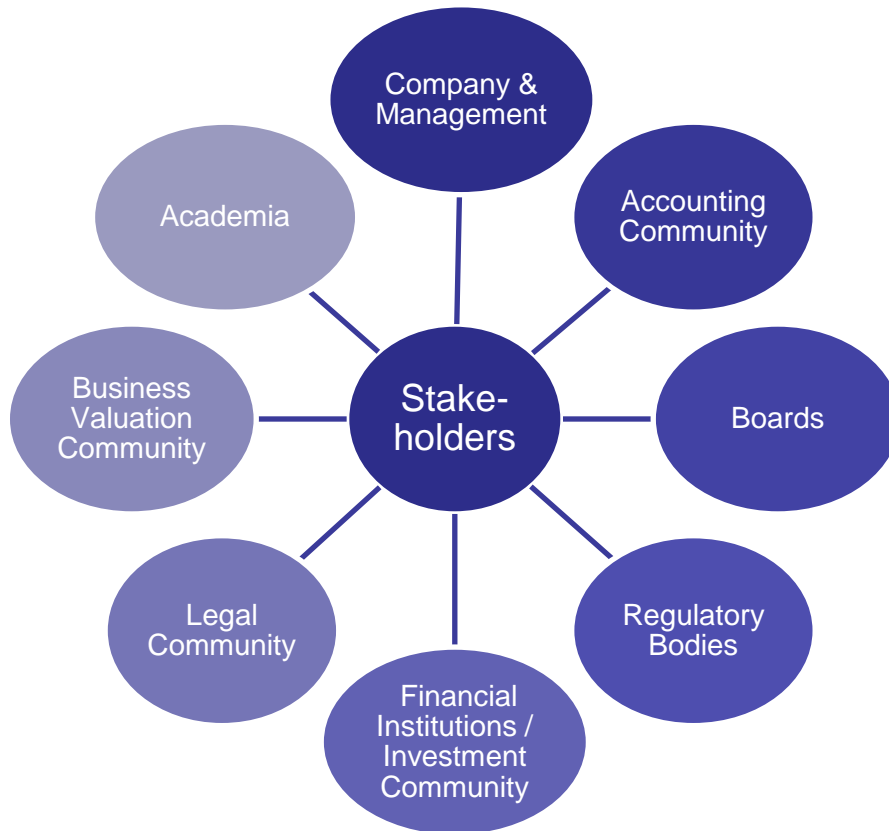 Company &
Management
Accounting
Community
Boards
Regulatory
Bodies
Financial
Institutions /
Investment
Community
Legal
Community
Business
Valuation
Community
Academia
Stake-
holders